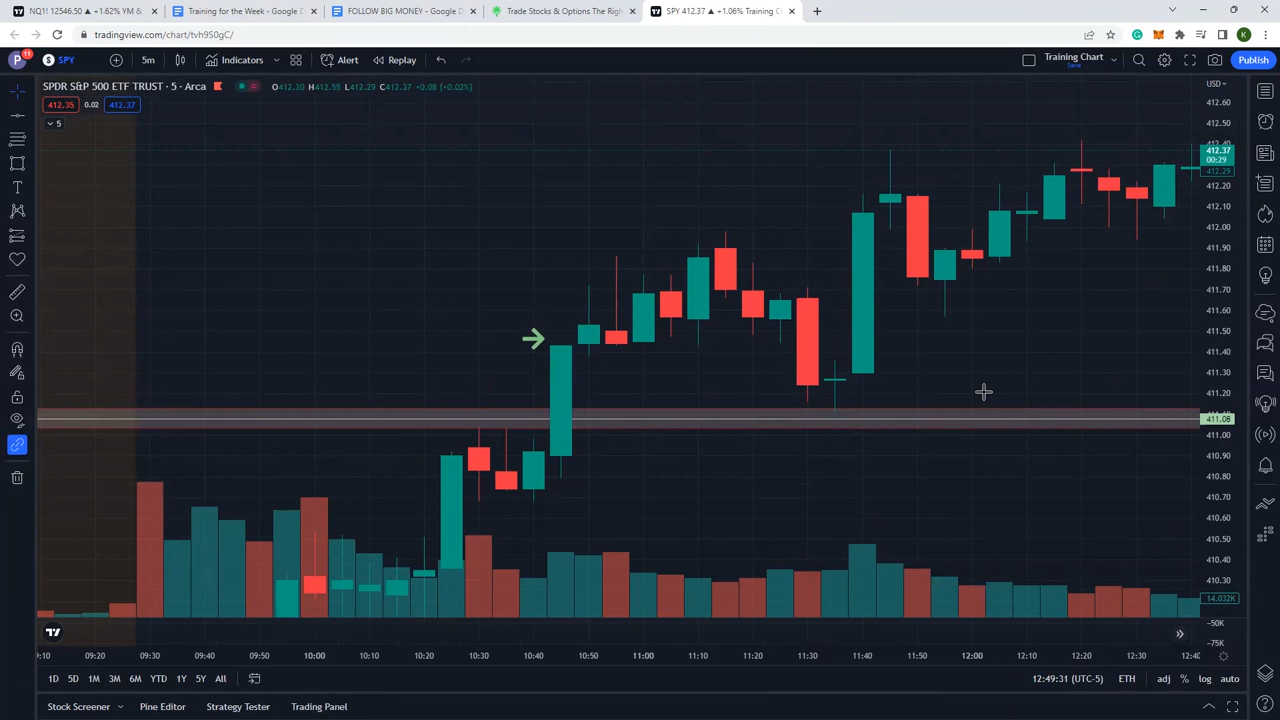 NQ1! 12546.50 ▲ +1.62% YM &
Training for the Week - Google D
FOLLOW BIG MONEY - Google D
Trade Stocks & Options The Righ
SPY 412.37 ▲ +1.06% Training C
tradingview.com/chart/tvh9S0gC/
K
P 11
SPY
5m
Indicators
Alert
Replay
Training Chart
Save
Publish
SPDR S&P 500 ETF TRUST · 5 · Arca
O412.30 H412.55 L412.29 C412.37 +0.08 (+0.02%)
USD
412.35 0.02 412.37
5
412.60
412.50
412.40
412.37
00:29
412.29
412.20
412.10
412.00
411.90
411.80
411.70
411.60
411.50
411.40
411.30
411.20
411.08
411.00
410.90
410.80
410.70
410.60
410.50
410.40
410.30
14.032K
−50K
−75K
09:20 09:30 09:40 09:50 10:00 10:10 10:20 10:30 10:40 10:50 11:00 11:10 11:20 11:30 11:40 11:50 12:00 12:10 12:20 12:30
1D 5D 1M 3M 6M YTD 1Y 5Y All
12:49:31 (UTC-5) ETH adj % log auto
Stock Screener Pine Editor Strategy Tester Trading Panel